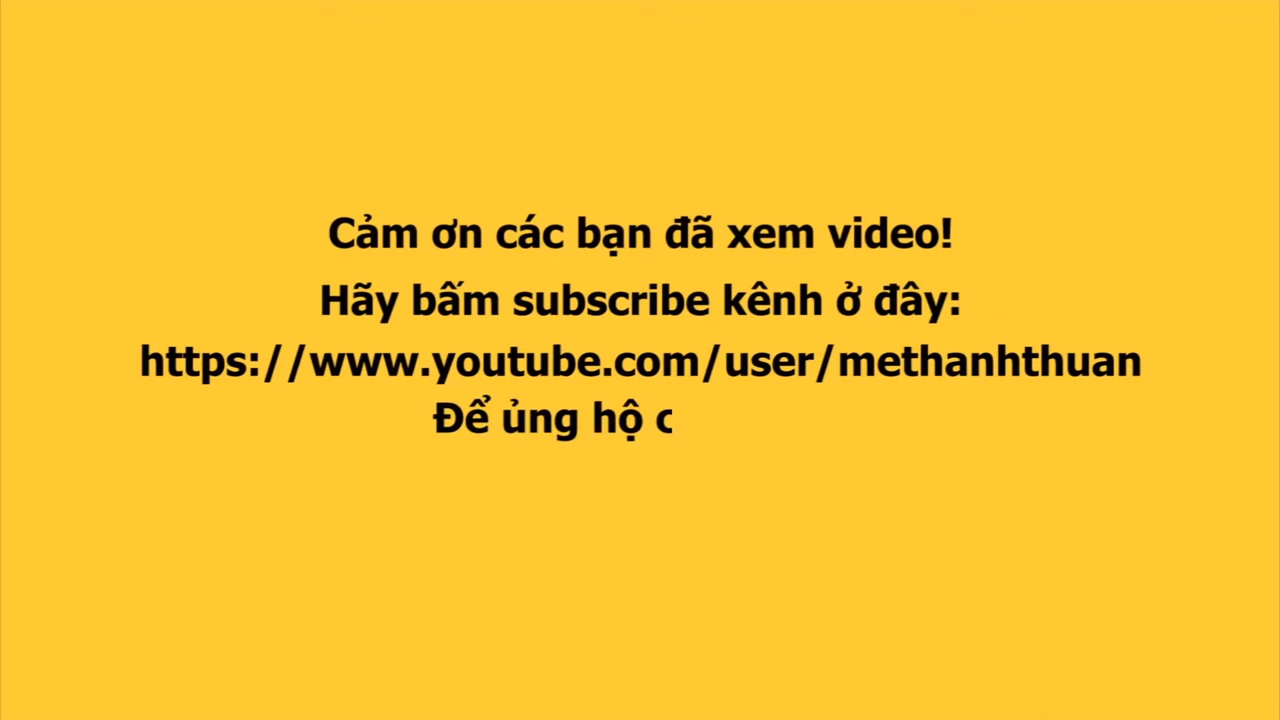 Cảm ơn các bạn đã xem video!
Hãy bấm subscribe kênh ở đây:
https://www.youtube.com/user/methanhthuan
Để ủng hộ